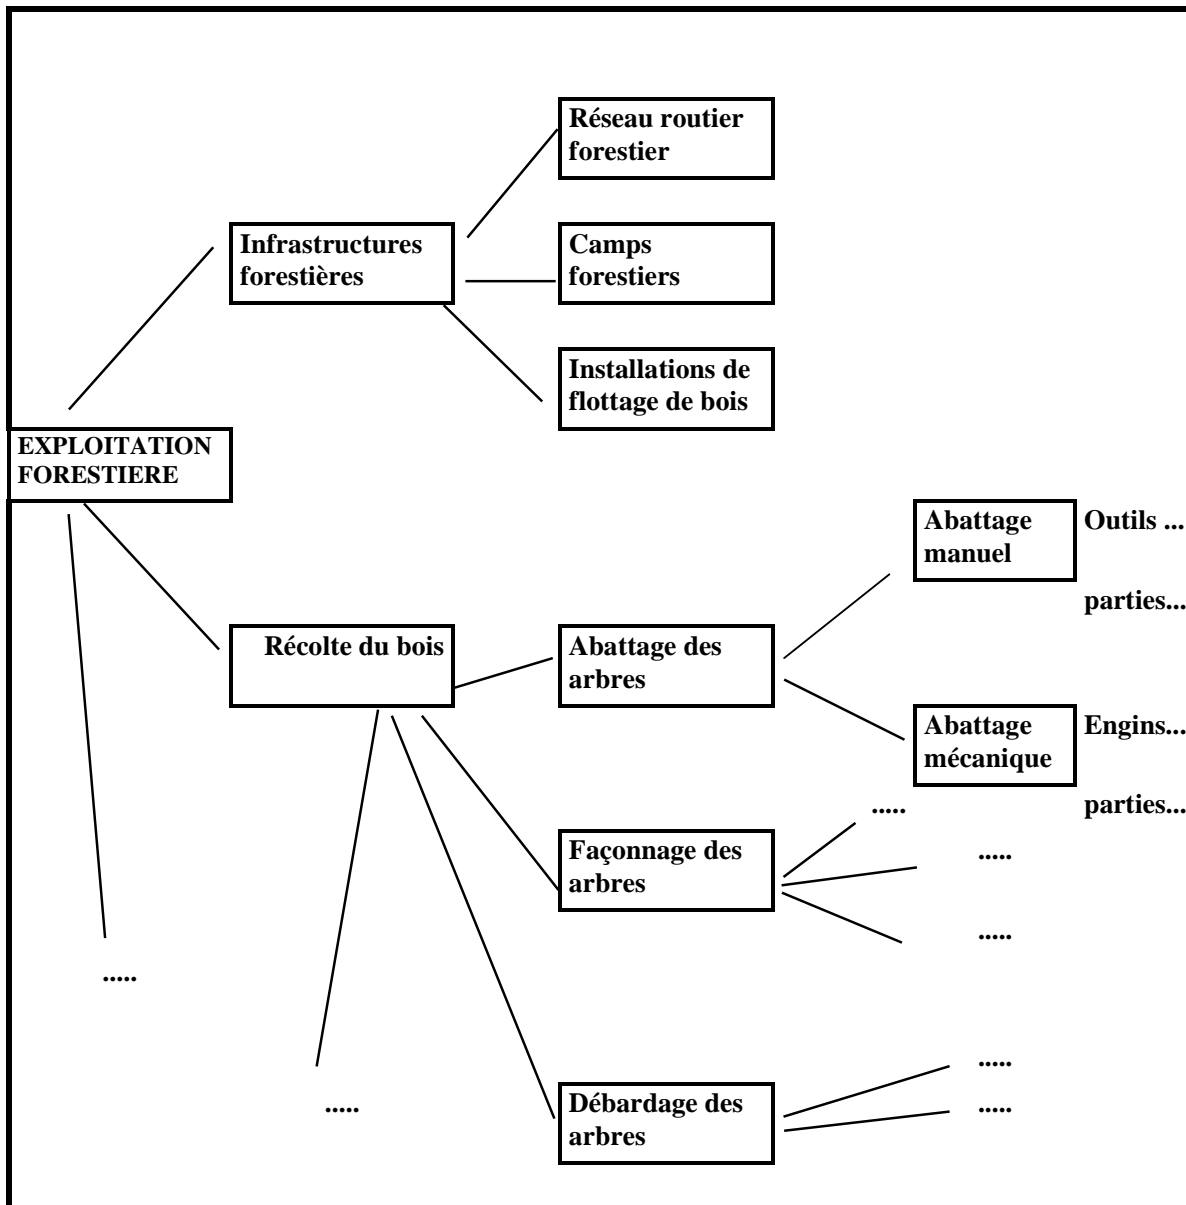 Réseau routier
forestier
Infrastructures
forestières
Camps
forestiers
Installations de
flottage de bois
EXPLOITATION
FORESTIERE
Abattage
manuel
Outils ...
parties...
Récolte du bois
Abattage des
arbres
Abattage
mécanique
Engins...
parties...
.....
Façonnage des
arbres
.....
.....
.....
.....
.....
Débardage des
arbres
.....